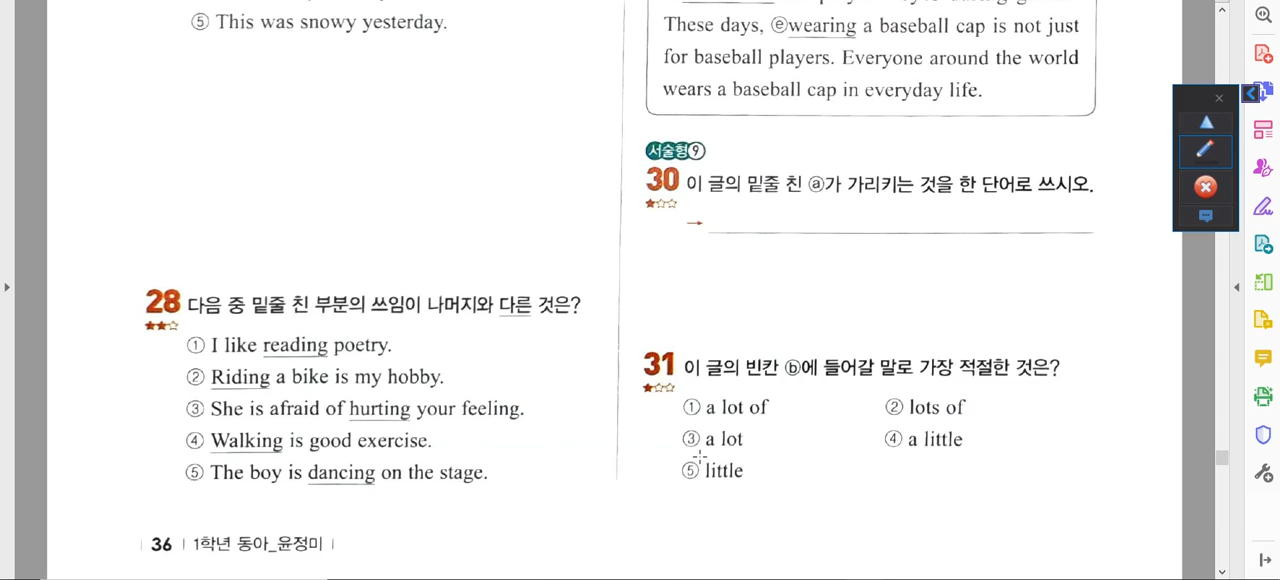 ⑤ This was snowy yesterday.
28 다음 중 밑줄 친 부분의 쓰임이 나머지와 다른 것은?
★★☆
① I like reading poetry.
② Riding a bike is my hobby.
③ She is afraid of hurting your feeling.
④ Walking is good exercise.
⑤ The boy is dancing on the stage.
36 1학년 동아_윤정미
These days, ⓔwearing a baseball cap is not just
for baseball players. Everyone around the world
wears a baseball cap in everyday life.
서술형 9
30 이 글의 밑줄 친 ⓐ가 가리키는 것을 한 단어로 쓰시오.
★☆☆
→
31 이 글의 빈칸 ⓑ에 들어갈 말로 가장 적절한 것은?
★☆☆
① a lot of ② lots of
③ a lot ④ a little
⑤ little